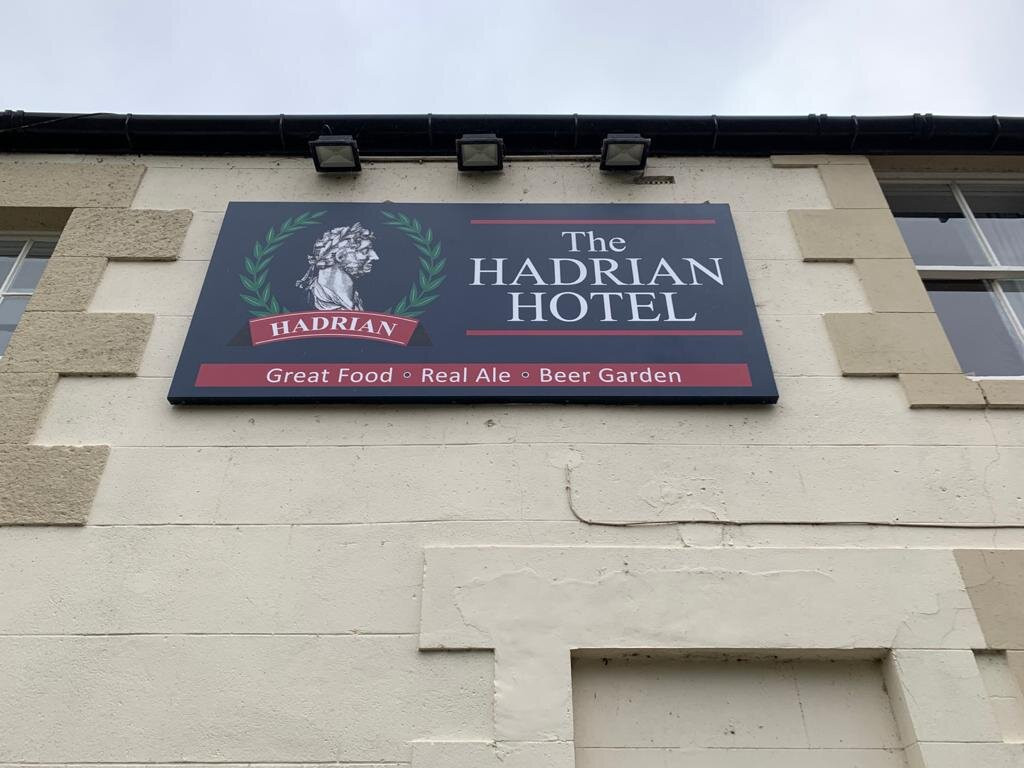 HADRIAN
The
HADRIAN
HOTEL
Great Food ∘ Real Ale ∘ Beer Garden